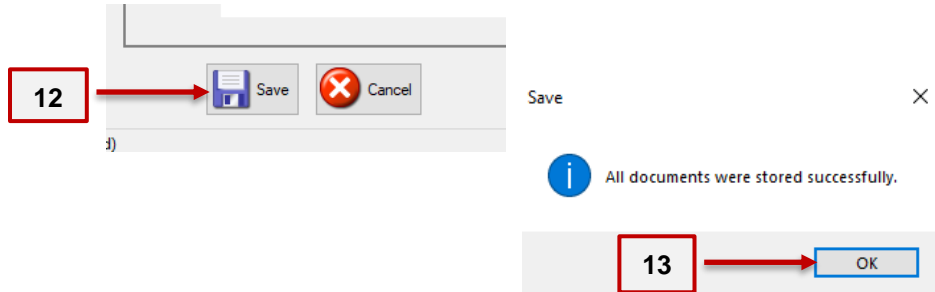 12
Save
Cancel
d)
Save
All documents were stored successfully.
13
OK